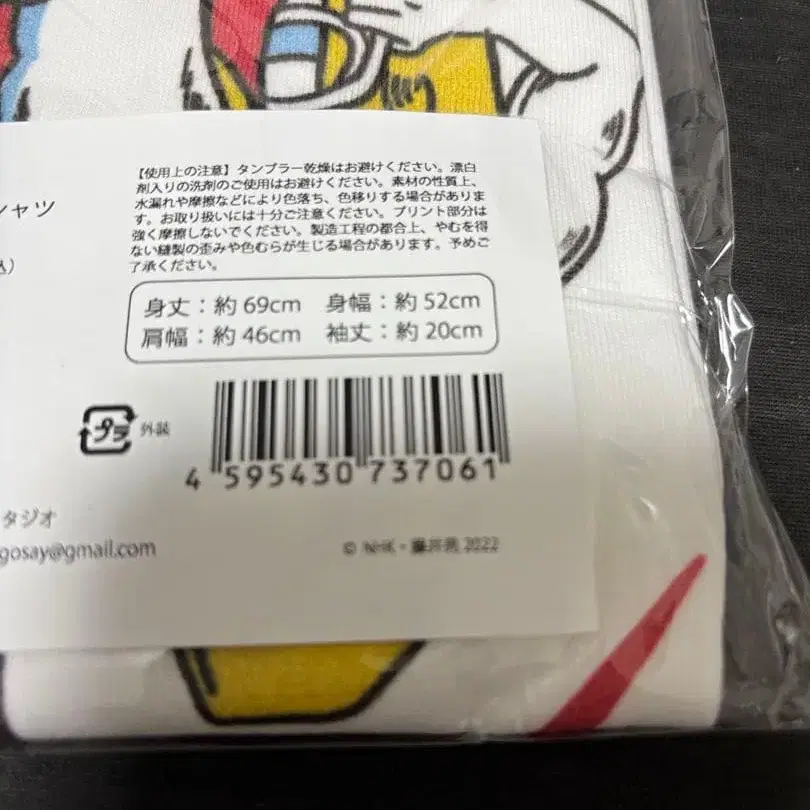 【使用上の注意】タンブラー乾燥はお避けください。漂白
剤入りの洗剤のご使用はお避けください。素材の性質上、
水漏れや摩擦などにより色落ち、色移りする場合がありま
す。お取り扱いには十分ご注意ください。プリント部分は
強く摩擦しないでください。製造工程の都合上、やむを得
ない縫製の歪みや色むらが生じる場合があります。予めご
了承ください。
シャツ
込）
身丈：約 69cm 身幅：約 52cm
肩幅：約 46cm 袖丈：約 20cm
プラ 外装
4 595430 737061
タジオ
gosay@gmail.com
© NHK・藤井亮 2022